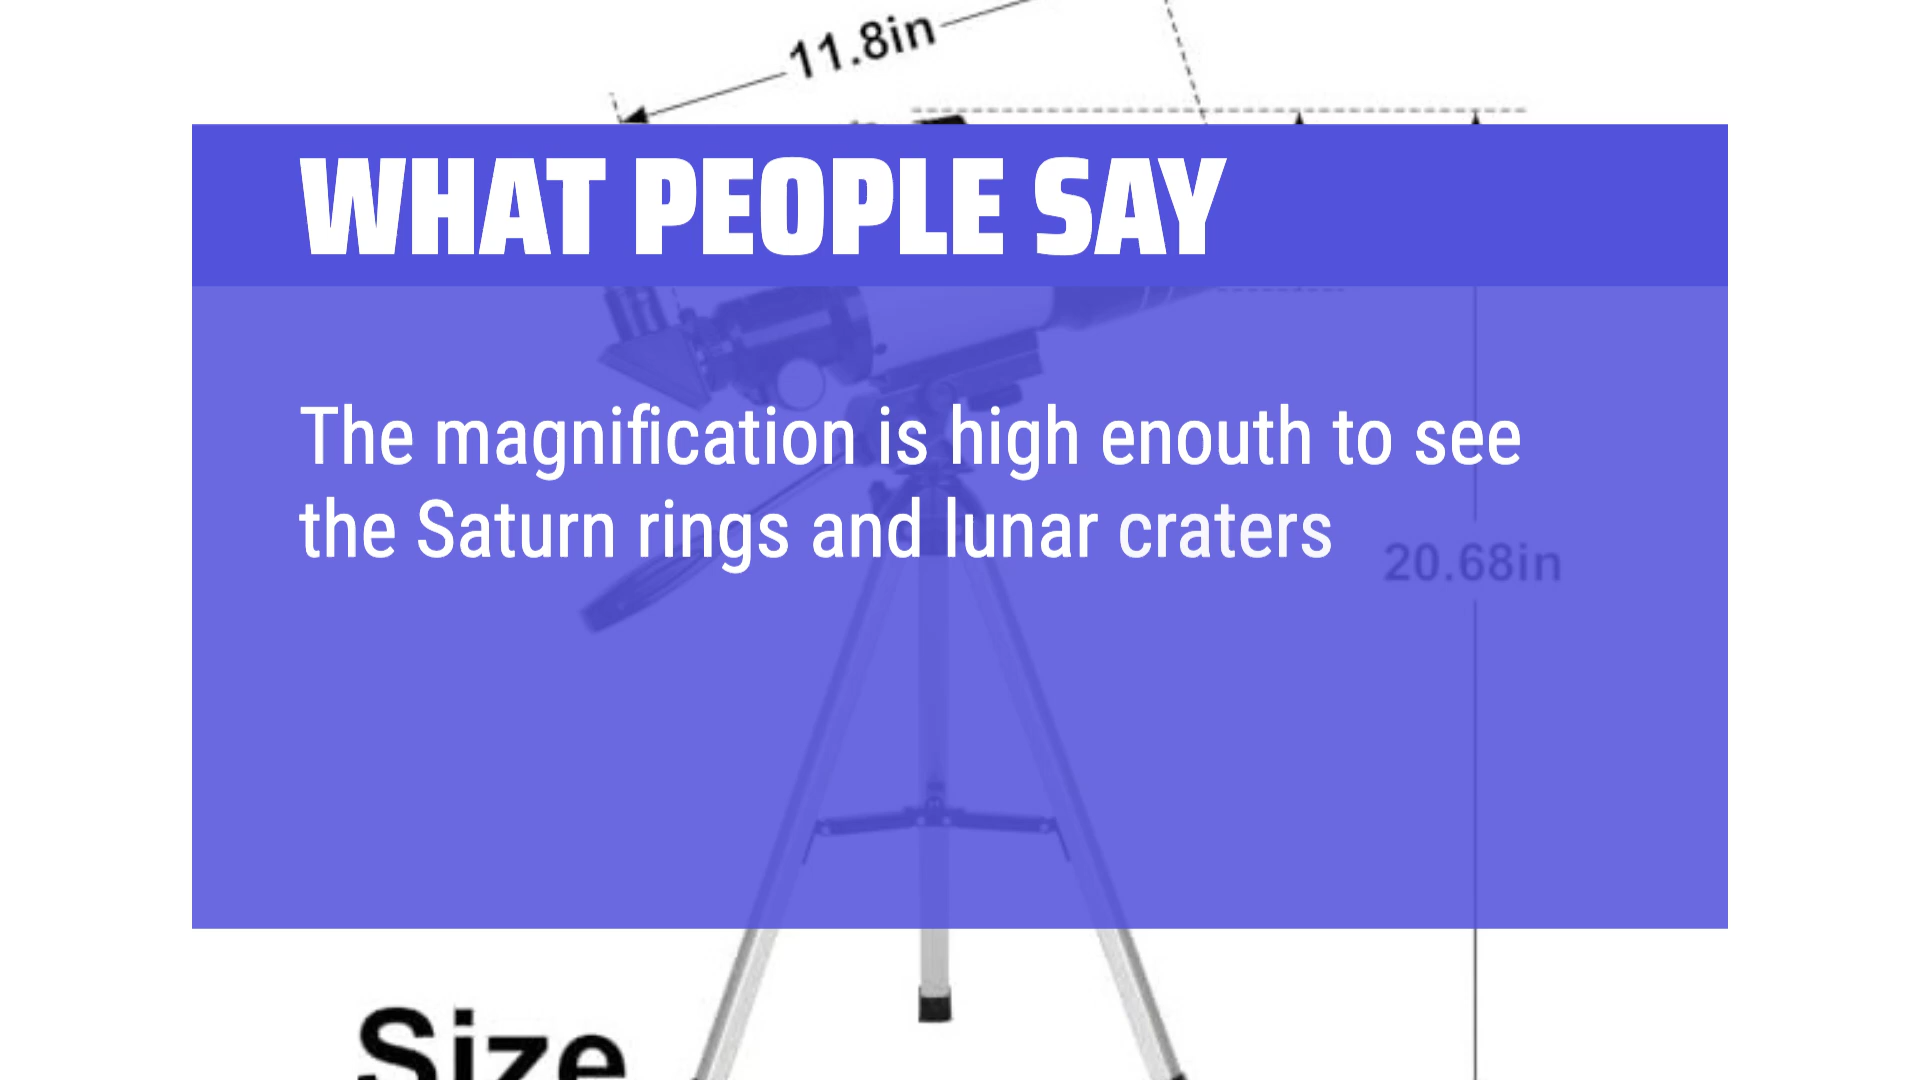 11.8in
WHAT PEOPLE SAY
The magnification is high enouth to see
the Saturn rings and lunar craters
20.68in
Size